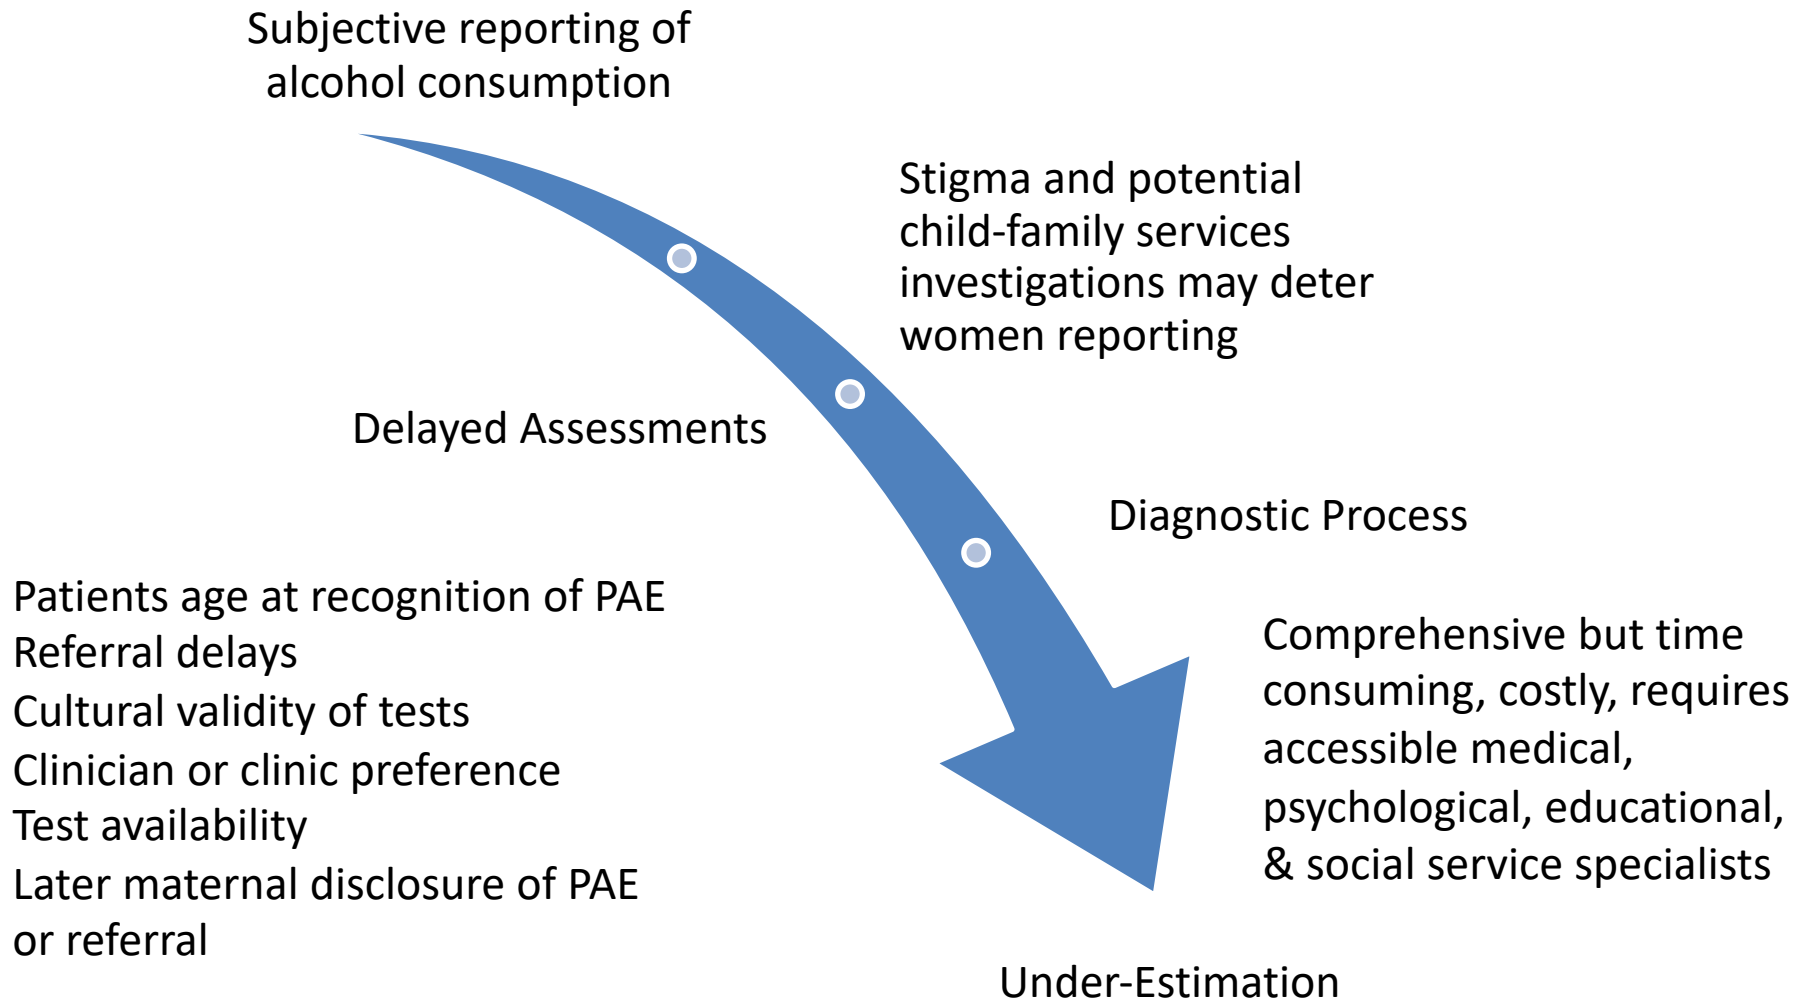 Subjective reporting of
alcohol consumption
Stigma and potential
child-family services
investigations may deter
women reporting
Delayed Assessments
Diagnostic Process
Patients age at recognition of PAE
Referral delays
Cultural validity of tests
Clinician or clinic preference
Test availability
Later maternal disclosure of PAE
or referral
Comprehensive but time
consuming, costly, requires
accessible medical,
psychological, educational,
& social service specialists
Under-Estimation